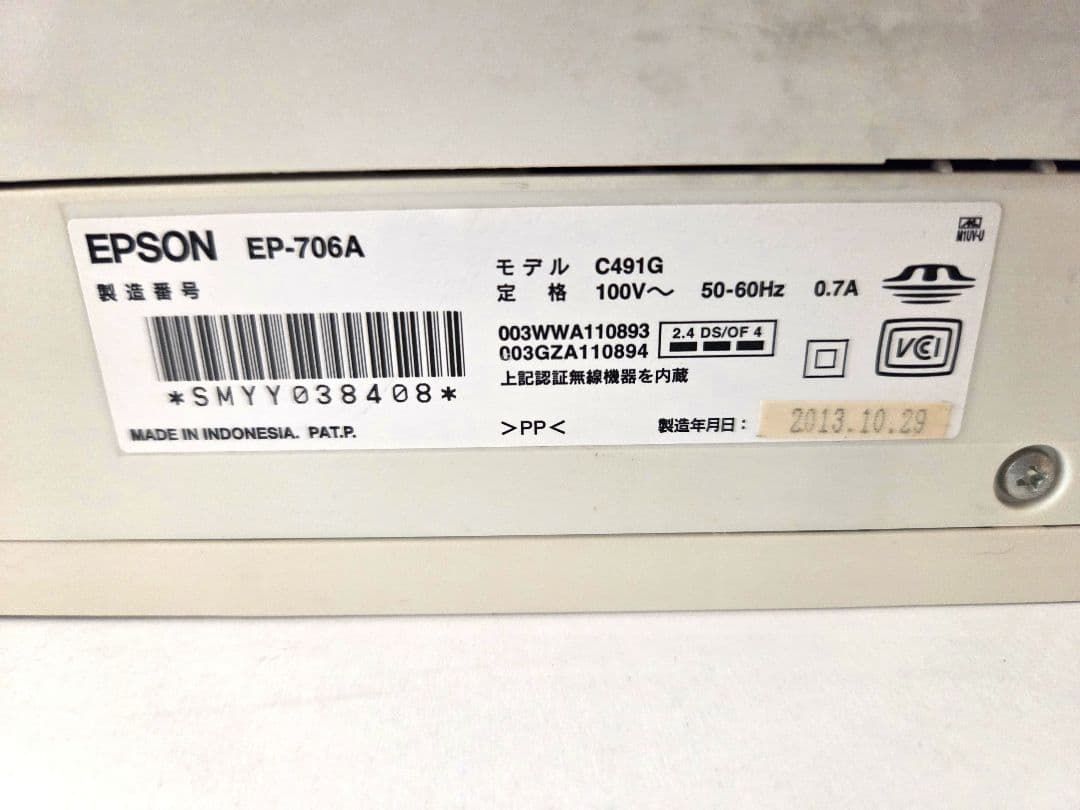 EPSON EP-706A
製造番号
*SMYY038408*
MADE IN INDONESIA. PAT.P.
モデル C491G
定格 100V～ 50-60Hz 0.7A
003WWA110893
003GZA110894
2.4 DS/OF 4
上記認証無線機器を内蔵
>PP<
製造年月日： 2013.10.29
M1UV-U
VCI